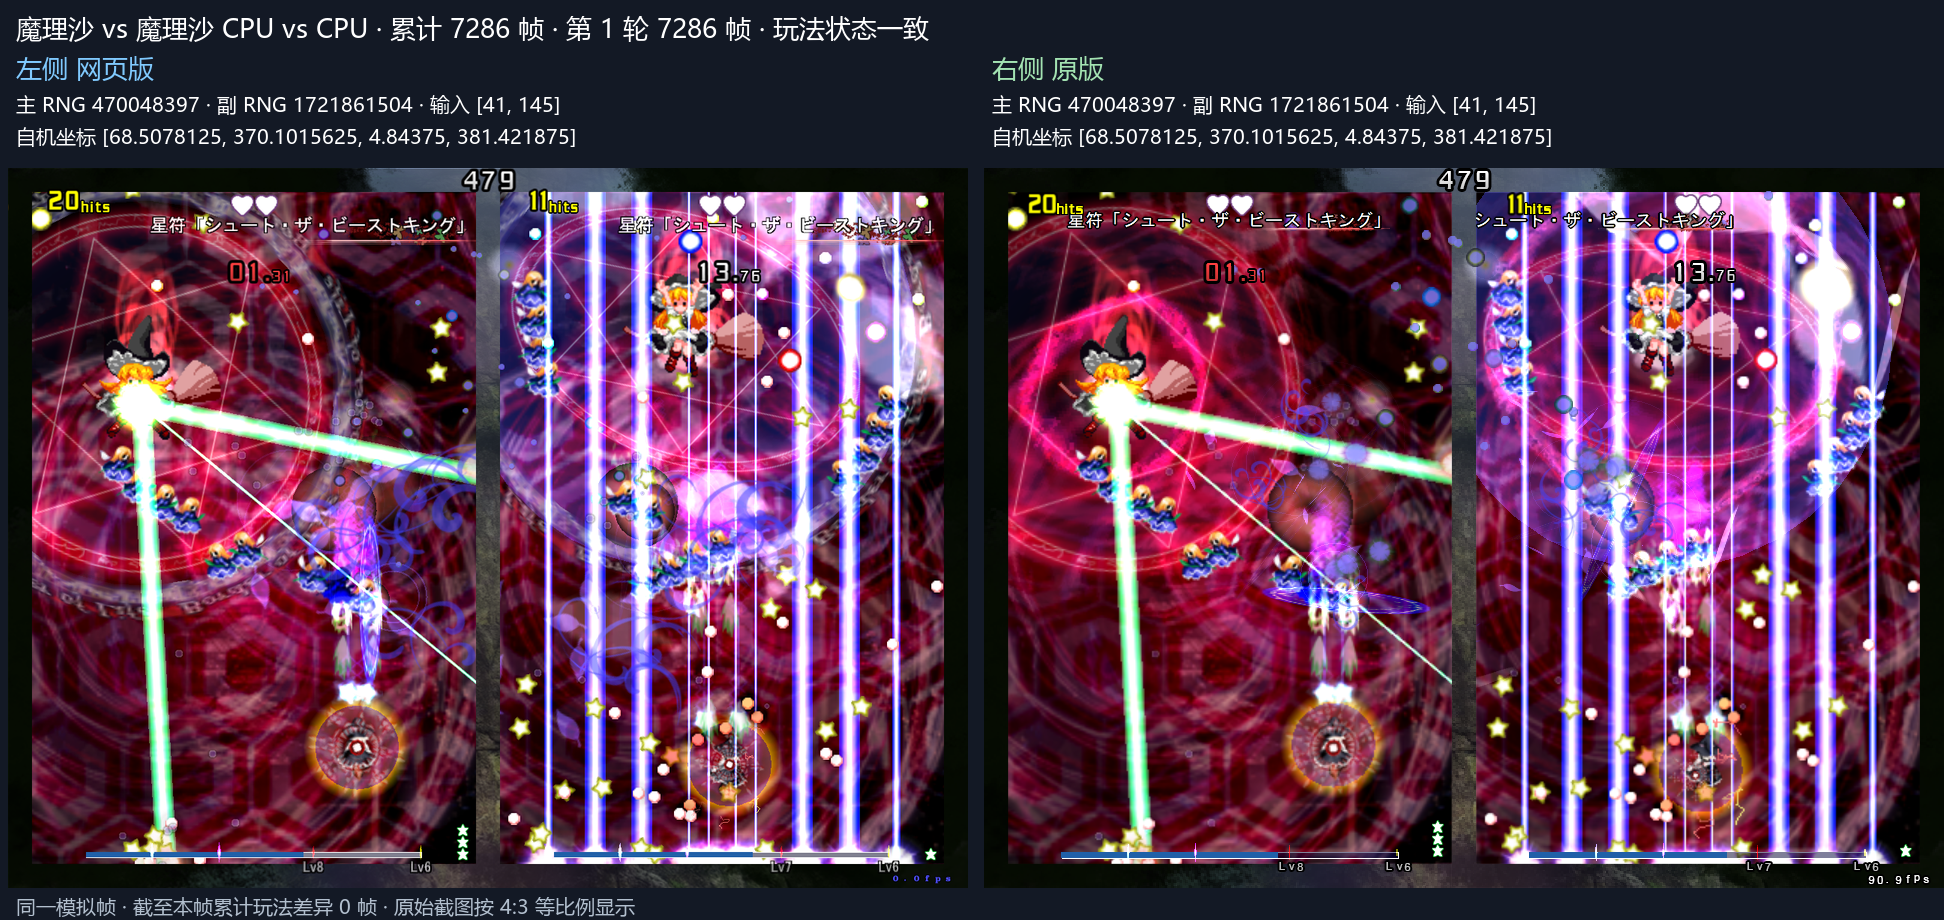 魔理沙 vs 魔理沙 CPU vs CPU · 累计 7286 帧 · 第 1 轮 7286 帧 · 玩法状态一致
左侧 网页版
主 RNG 470048397 · 副 RNG 1721861504 · 输入 [41, 145]
自机坐标 [68.5078125, 370.1015625, 4.84375, 381.421875]
右侧 原版
主 RNG 470048397 · 副 RNG 1721861504 · 输入 [41, 145]
自机坐标 [68.5078125, 370.1015625, 4.84375, 381.421875]
479
20hits
星符「シュート・ザ・ビーストキング」
01.31
Lv8
Lv6
11hits
星符「シュート・ザ・ビーストキング」
13.76
Lv7
Lv6
0.0fps
479
20hits
星符「シュート・ザ・ビーストキング」
01.31
Lv8
Lv6
11hits
シュート・ザ・ビーストキング」
13.76
Lv7
Lv6
90.9fps
同一模拟帧 · 截至本帧累计玩法差异 0 帧 · 原始截图按 4:3 等比例显示